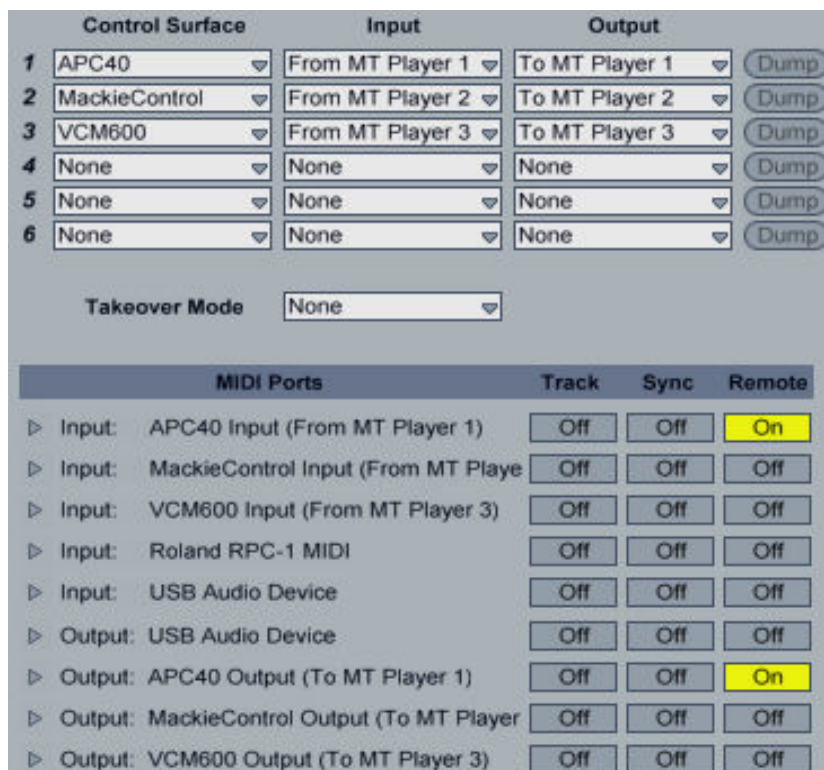 Control Surface Input Output
1 APC40 From MT Player 1 To MT Player 1 Dump
2 MackieControl From MT Player 2 To MT Player 2 Dump
3 VCM600 From MT Player 3 To MT Player 3 Dump
4 None None None Dump
5 None None None Dump
6 None None None Dump
Takeover Mode None
MIDI Ports Track Sync Remote
Input: APC40 Input (From MT Player 1) Off Off On
Input: MackieControl Input (From MT Playe Off Off Off
Input: VCM600 Input (From MT Player 3) Off Off Off
Input: Roland RPC-1 MIDI Off Off Off
Input: USB Audio Device Off Off Off
Output: USB Audio Device Off Off Off
Output: APC40 Output (To MT Player 1) Off Off On
Output: MackieControl Output (To MT Player Off Off Off
Output: VCM600 Output (To MT Player 3) Off Off Off